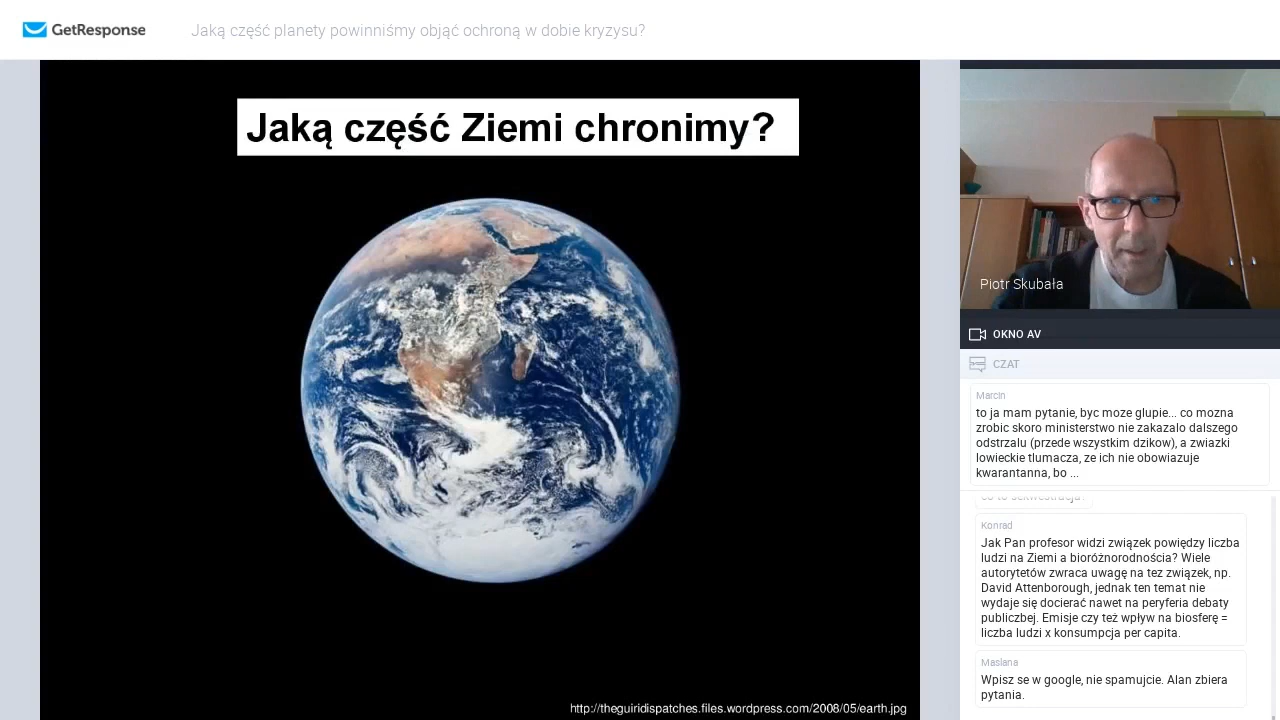 GetResponse
Jaką część planety powinniśmy objąć ochroną w dobie kryzysu?
Jaką część Ziemi chronimy?
http://theguiridispatches.files.wordpress.com/2008/05/earth.jpg
Piotr Skubała
OKNO AV
CZAT
Marcin
to ja mam pytanie, byc moze glupie... co mozna
zrobic skoro ministerstwo nie zakazalo dalszego
odstrzalu (przede wszystkim dzikow), a zwiazki
lowieckie tlumacza, ze ich nie obowiazuje
kwarantanna, bo ...
co to sekwestracja?
Konrad
Jak Pan profesor widzi związek powiędzy liczba
ludzi na Ziemi a bioróżnorodnościa? Wiele
autorytetów zwraca uwagę na tez związek, np.
David Attenborough, jednak ten temat nie
wydaje się docierać nawet na peryferia debaty
publiczbej. Emisje czy też wpływ na biosferę =
liczba ludzi x konsumpcja per capita.
Maslana
Wpisz se w google, nie spamujcie. Alan zbiera
pytania.